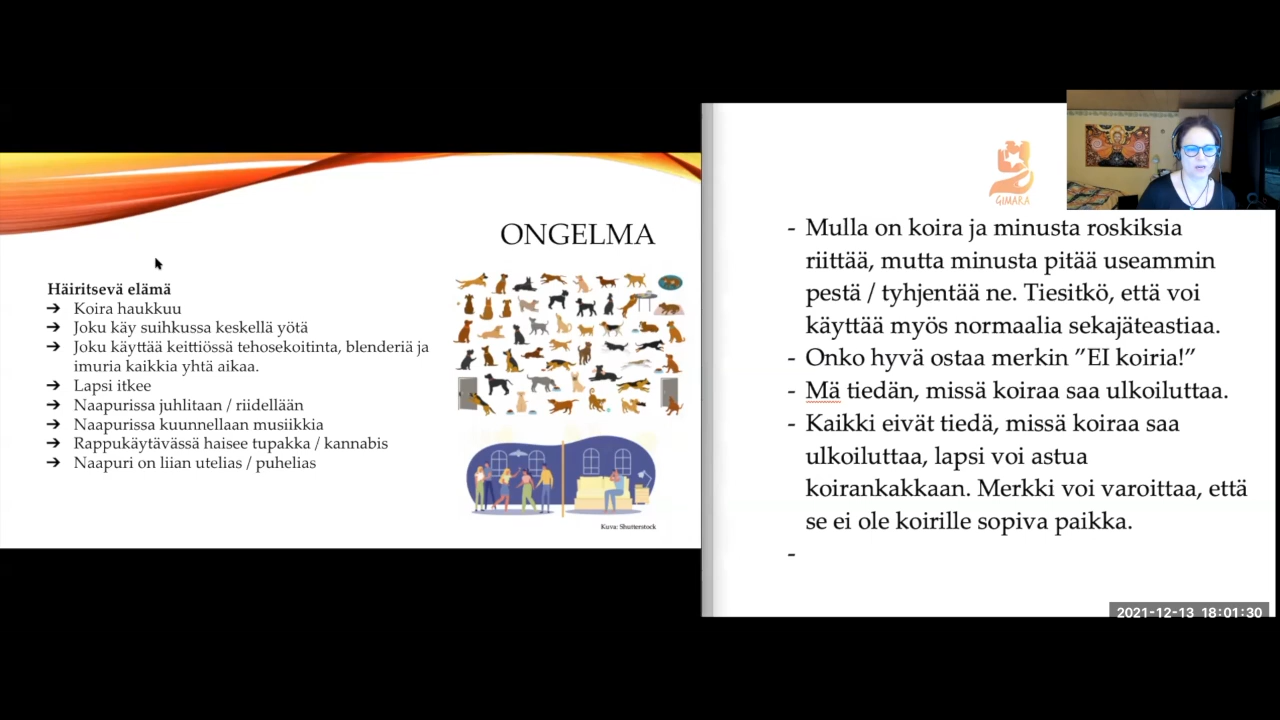 ONGELMA
Häiritsevä elämä
➔ Koira haukkuu
➔ Joku käy suihkussa keskellä yötä
➔ Joku käyttää keittiössä tehosekoitinta, blenderiä ja
imuria kaikkia yhtä aikaa.
➔ Lapsi itkee
➔ Naapurissa juhlitaan / riidellään
➔ Naapurissa kuunnellaan musiikkia
➔ Rappukäytävässä haisee tupakka / kannabis
➔ Naapuri on liian utelias / puhelias
Kuva: Shutterstock
GIMARA
- Mulla on koira ja minusta roskiksia
riittää, mutta minusta pitää useammin
pestä / tyhjentää ne. Tiesitkö, että voi
käyttää myös normaalia sekajäteastiaa.
- Onko hyvä ostaa merkin ”EI koiria!”
- Mä tiedän, missä koiraa saa ulkoiluttaa.
- Kaikki eivät tiedä, missä koiraa saa
ulkoiluttaa, lapsi voi astua
koirankakkaan. Merkki voi varoittaa, että
se ei ole koirille sopiva paikka.
-
2021-12-13 18:01:30